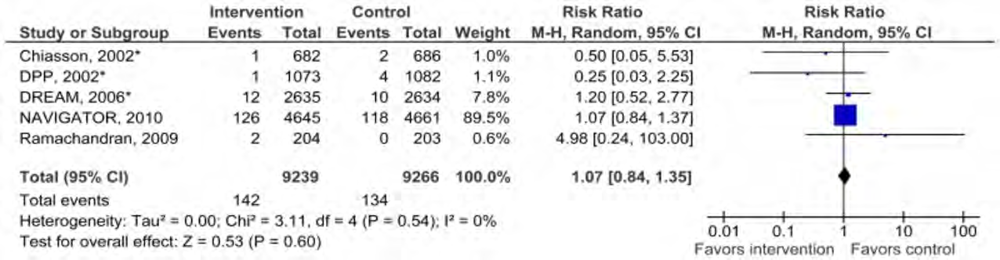 Intervention Control Risk Ratio Risk Ratio
Study or Subgroup Events Total Events Total Weight M-H, Random, 95% CI M-H, Random, 95% CI
Chiasson, 2002* 1 682 2 686 1.0% 0.50 [0.05, 5.53]
DPP, 2002* 1 1073 4 1082 1.1% 0.25 [0.03, 2.25]
DREAM, 2006* 12 2635 10 2634 7.8% 1.20 [0.52, 2.77]
NAVIGATOR, 2010 126 4645 118 4661 89.5% 1.07 [0.84, 1.37]
Ramachandran, 2009 2 204 0 203 0.6% 4.98 [0.24, 103.00]
Total (95% CI) 9239 9266 100.0% 1.07 [0.84, 1.35]
Total events 142 134
Heterogeneity: Tau² = 0.00; Chi² = 3.11, df = 4 (P = 0.54); I² = 0%
Test for overall effect: Z = 0.53 (P = 0.60)
0.01 0.1 1 10 100
Favors intervention Favors control